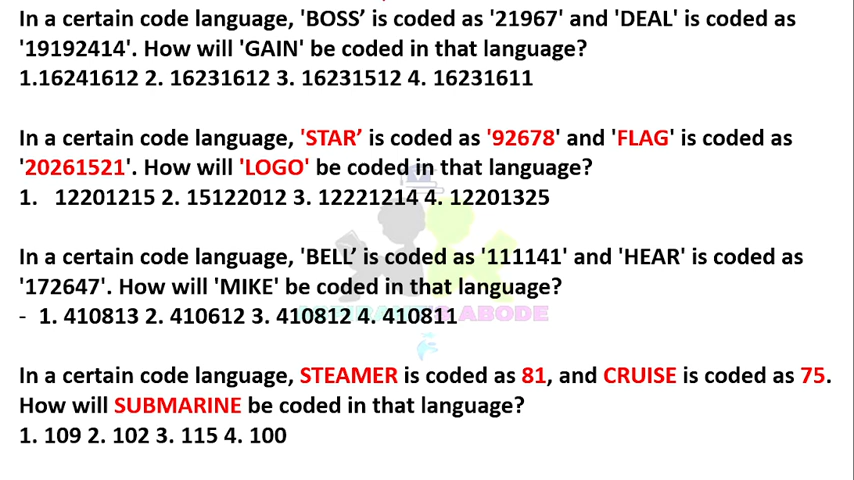 In a certain code language, 'BOSS’ is coded as '21967' and 'DEAL' is coded as
'19192414'. How will 'GAIN' be coded in that language?
1.16241612 2. 16231612 3. 16231512 4. 16231611
In a certain code language, 'STAR’ is coded as '92678' and 'FLAG' is coded as
'20261521'. How will 'LOGO' be coded in that language?
1. 12201215 2. 15122012 3. 12221214 4. 12201325
In a certain code language, 'BELL’ is coded as '111141' and 'HEAR' is coded as
'172647'. How will 'MIKE' be coded in that language?
- 1. 410813 2. 410612 3. 410812 4. 410811
ABODE
In a certain code language, STEAMER is coded as 81, and CRUISE is coded as 75.
How will SUBMARINE be coded in that language?
1. 109 2. 102 3. 115 4. 100